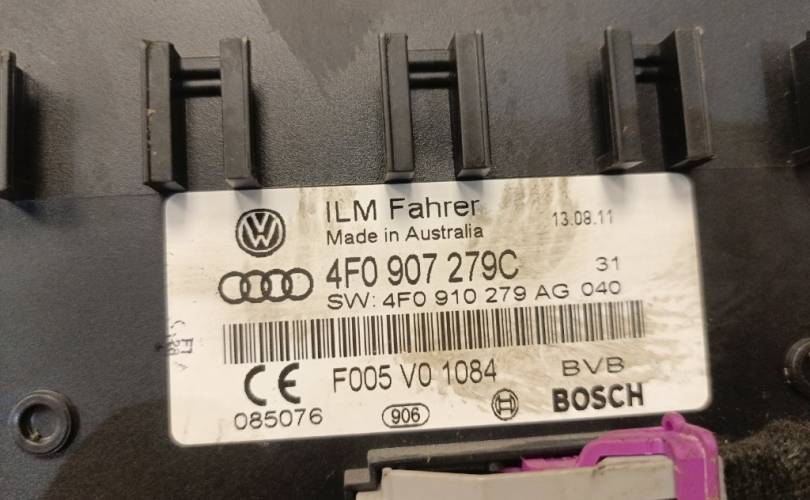 ILM Fahrer
Made in Australia
13.08.11
4F0 907 279C
31
SW: 4F0 910 279 AG 040
F005 V0 1084
BVB
CE
085076
906
BOSCH